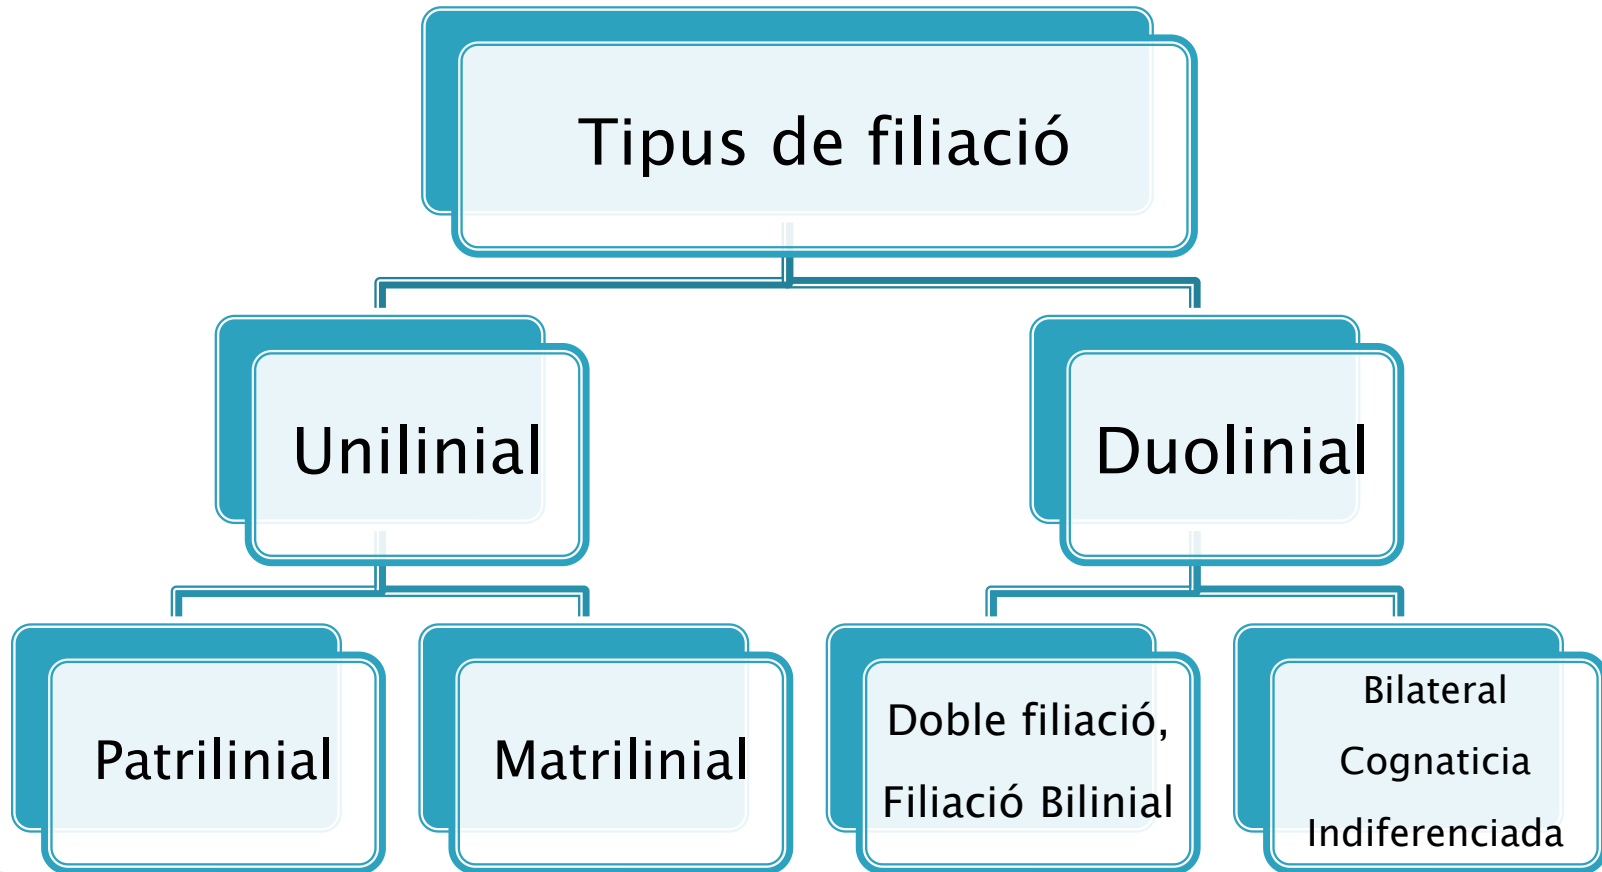 Tipus de filiació
Unilinial
Duolinial
Patrilinial
Matrilinial
Doble filiació,
Filiació Bilinial
Bilateral
Cognaticia
Indiferenciada